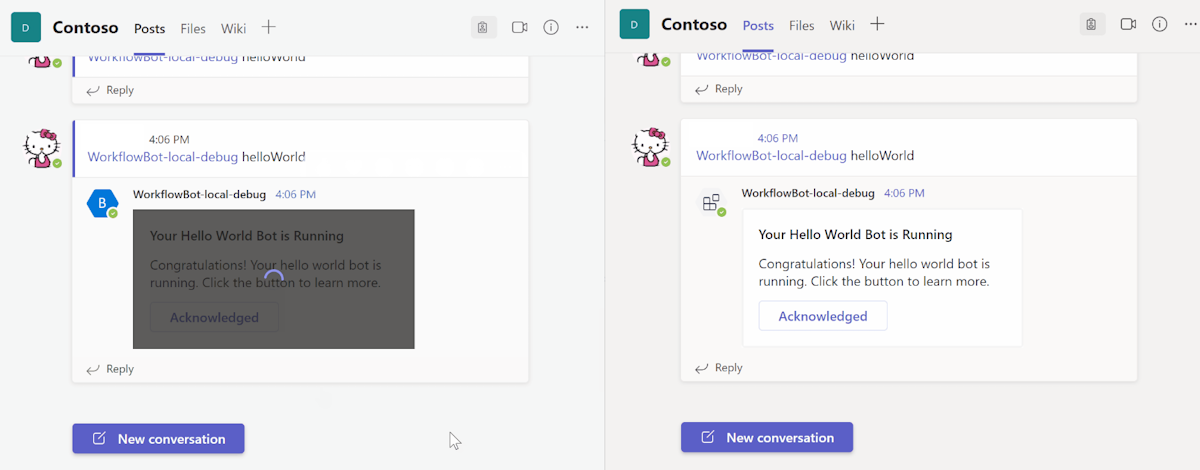 D Contoso Posts Files Wiki
WorkflowBot-local-debug helloWorld
Reply
4:06 PM
WorkflowBot-local-debug helloWorld
B
WorkflowBot-local-debug 4:06 PM
Your Hello World Bot is Running
Congratulations! Your hello world bot is
running. Click the button to learn more.
Acknowledged
Reply
New conversation
D Contoso Posts Files Wiki
WorkflowBot-local-debug helloWorld
Reply
4:06 PM
WorkflowBot-local-debug helloWorld
WorkflowBot-local-debug 4:06 PM
Your Hello World Bot is Running
Congratulations! Your hello world bot is
running. Click the button to learn more.
Acknowledged
Reply
New conversation